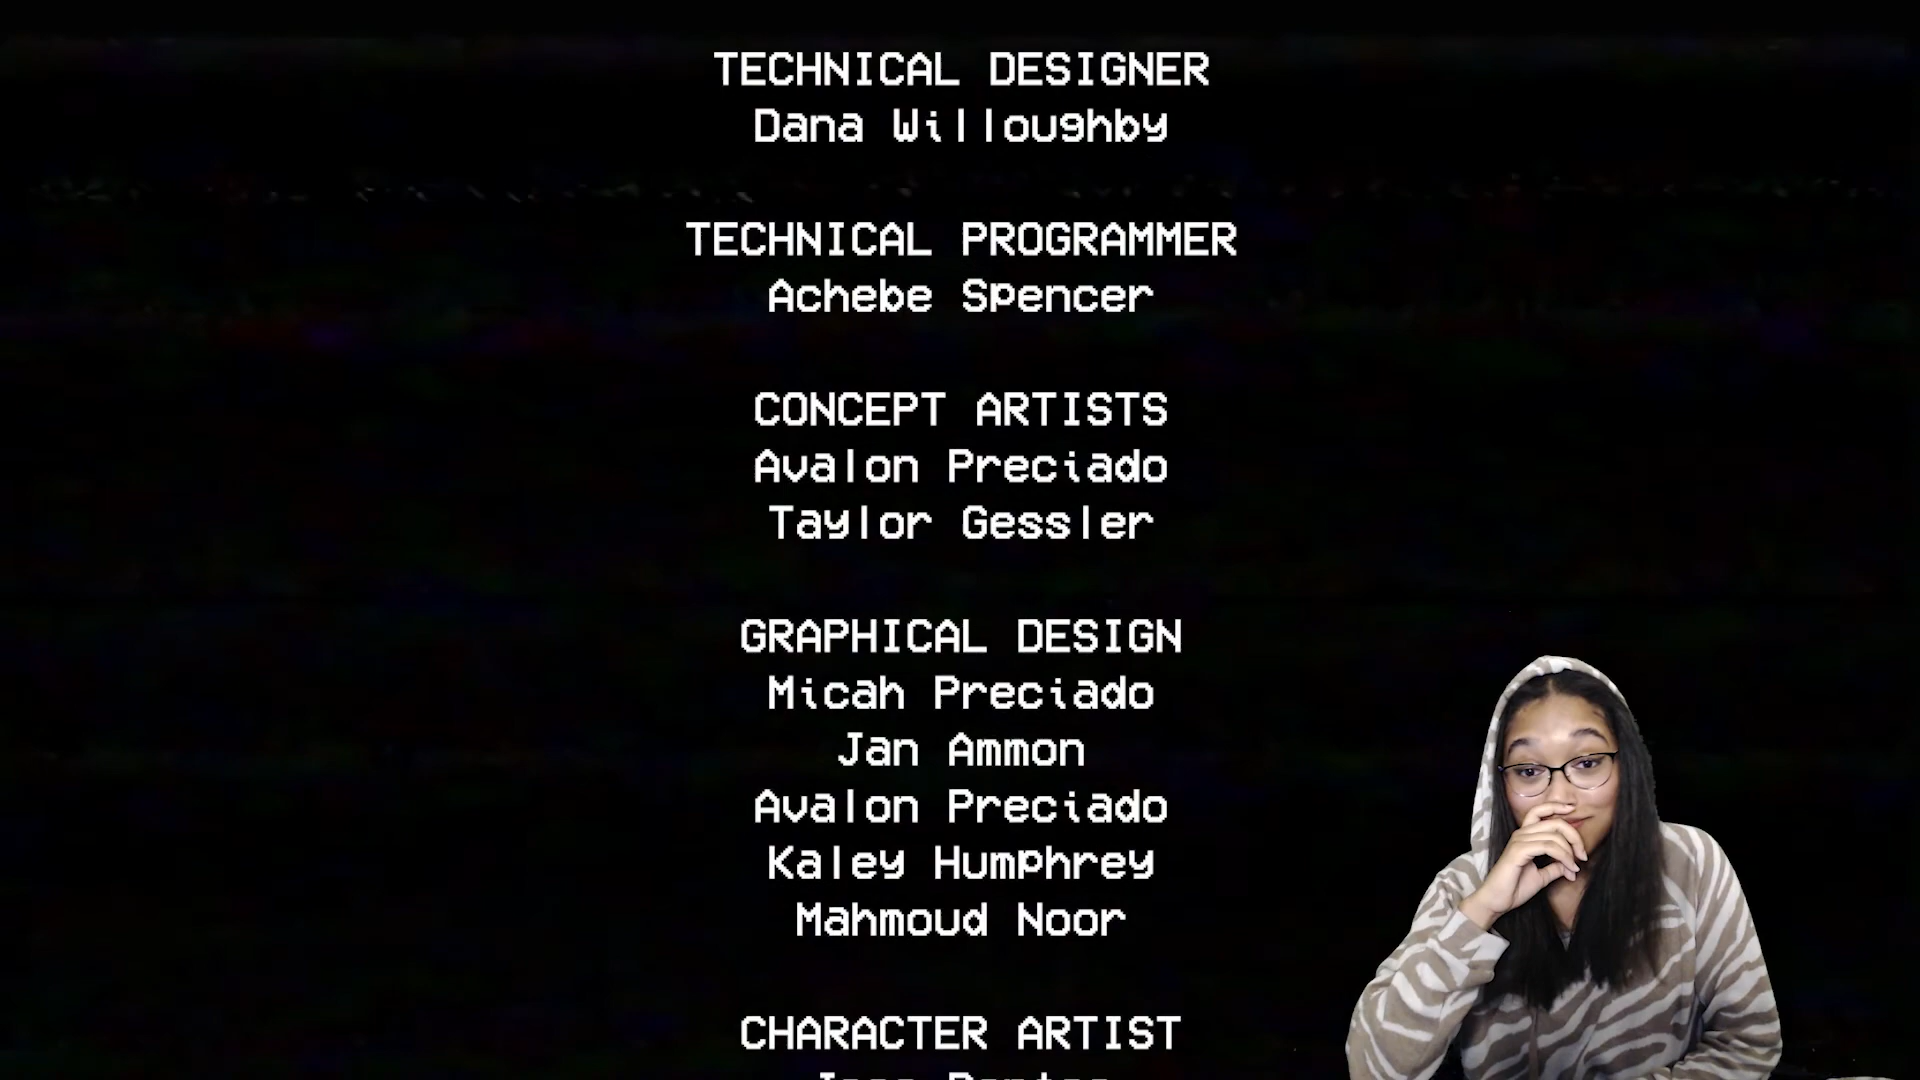 TECHNICAL DESIGNER
Dana Willoughby
TECHNICAL PROGRAMMER
Achebe Spencer
CONCEPT ARTISTS
Avalon Preciado
Taylor Gessler
GRAPHICAL DESIGN
Micah Preciado
Jan Ammon
Avalon Preciado
Kaley Humphrey
Mahmoud Noor
CHARACTER ARTIST